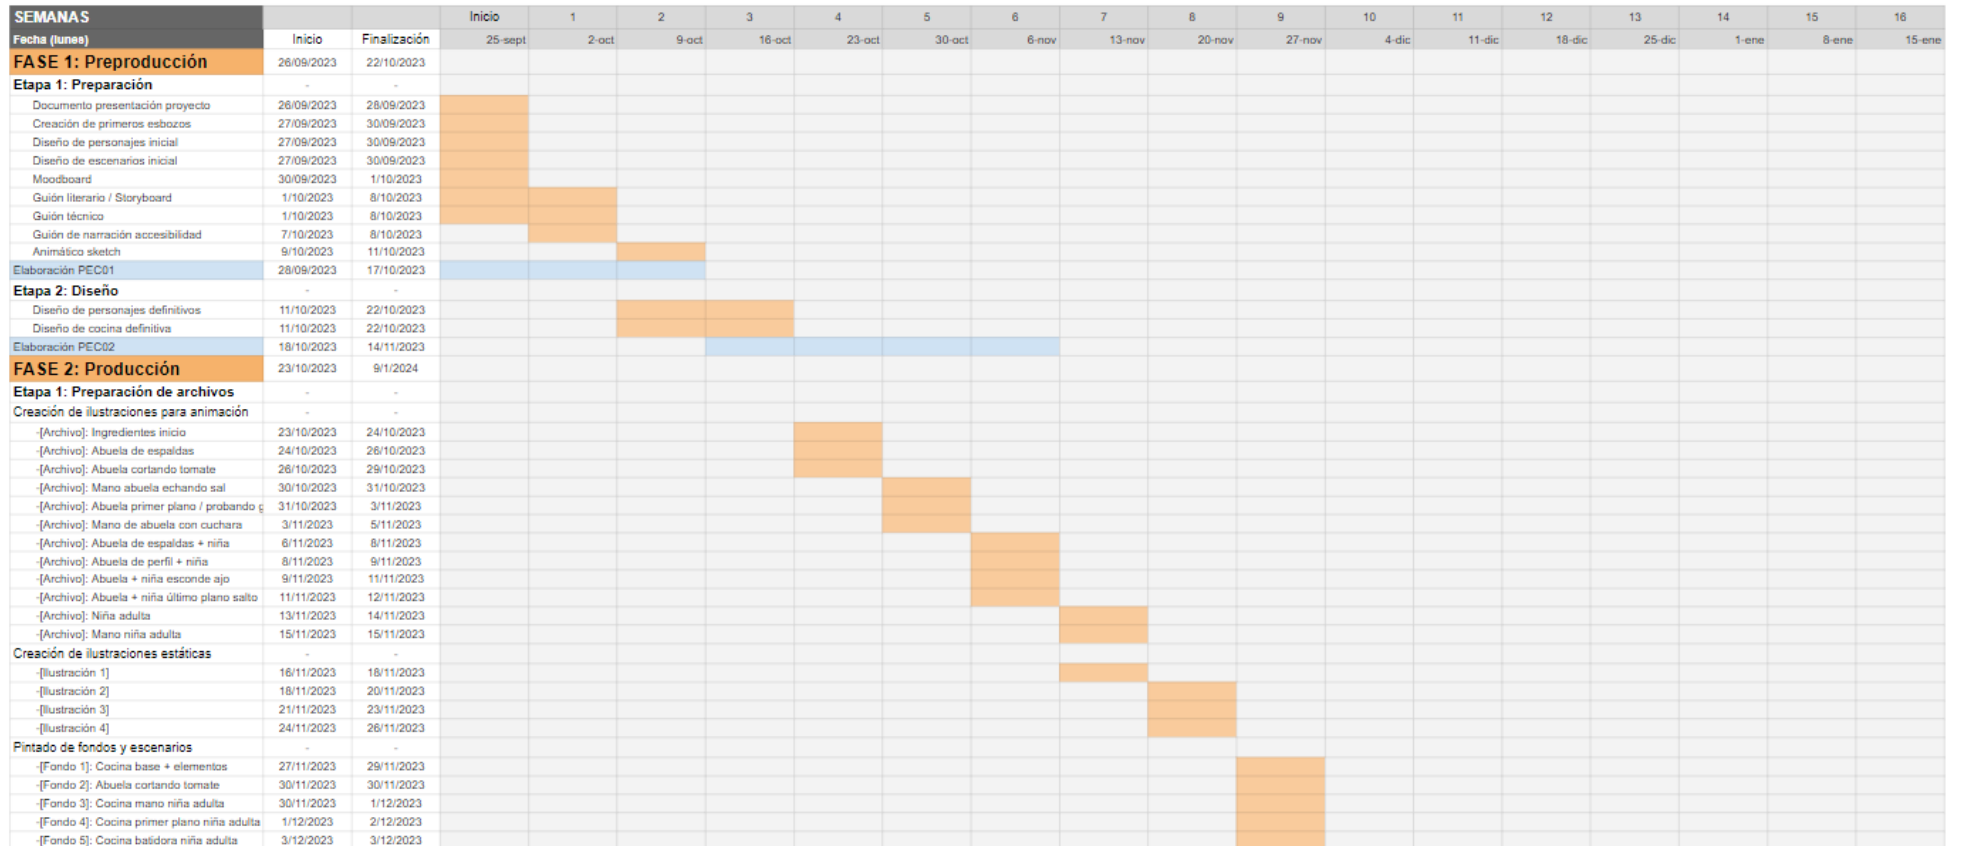 SEMANAS Inicio 1 2 3 4 5 6 7 8 9 10 11 12 13 14 15 16
Fecha (lunes) Inicio Finalización 25-sept 2-oct 9-oct 16-oct 23-oct 30-oct 6-nov 13-nov 20-nov 27-nov 4-dic 11-dic 18-dic 25-dic 1-ene 8-ene 15-ene
FASE 1: Preproducción 26/09/2023 22/10/2023
Etapa 1: Preparación - -
Documento presentación proyecto 26/09/2023 28/09/2023
Creación de primeros esbozos 27/09/2023 30/09/2023
Diseño de personajes inicial 27/09/2023 30/09/2023
Diseño de escenarios inicial 27/09/2023 30/09/2023
Moodboard 30/09/2023 1/10/2023
Guión literario / Storyboard 1/10/2023 8/10/2023
Guión técnico 1/10/2023 8/10/2023
Guión de narración accesibilidad 7/10/2023 8/10/2023
Animático sketch 9/10/2023 11/10/2023
Elaboración PEC01 28/09/2023 17/10/2023
Etapa 2: Diseño - -
Diseño de personajes definitivos 11/10/2023 22/10/2023
Diseño de cocina definitiva 11/10/2023 22/10/2023
Elaboración PEC02 18/10/2023 14/11/2023
FASE 2: Producción 23/10/2023 9/1/2024
Etapa 1: Preparación de archivos - -
Creación de ilustraciones para animación - -
-[Archivo]: Ingredientes inicio 23/10/2023 24/10/2023
-[Archivo]: Abuela de espaldas 24/10/2023 26/10/2023
-[Archivo]: Abuela cortando tomate 26/10/2023 29/10/2023
-[Archivo]: Mano abuela echando sal 30/10/2023 31/10/2023
-[Archivo]: Abuela primer plano / probando g 31/10/2023 3/11/2023
-[Archivo]: Mano de abuela con cuchara 3/11/2023 5/11/2023
-[Archivo]: Abuela de espaldas + niña 6/11/2023 8/11/2023
-[Archivo]: Abuela de perfil + niña 8/11/2023 9/11/2023
-[Archivo]: Abuela + niña esconde ajo 9/11/2023 11/11/2023
-[Archivo]: Abuela + niña último plano salto 11/11/2023 12/11/2023
-[Archivo]: Niña adulta 13/11/2023 14/11/2023
-[Archivo]: Mano niña adulta 15/11/2023 15/11/2023
Creación de ilustraciones estáticas - -
-[Ilustración 1] 16/11/2023 18/11/2023
-[Ilustración 2] 18/11/2023 20/11/2023
-[Ilustración 3] 21/11/2023 23/11/2023
-[Ilustración 4] 24/11/2023 26/11/2023
Pintado de fondos y escenarios - -
-[Fondo 1]: Cocina base + elementos 27/11/2023 29/11/2023
-[Fondo 2]: Abuela cortando tomate 30/11/2023 30/11/2023
-[Fondo 3]: Cocina mano niña adulta 30/11/2023 1/12/2023
-[Fondo 4]: Cocina primer plano niña adulta 1/12/2023 2/12/2023
-[Fondo 5]: Cocina batidora niña adulta 3/12/2023 3/12/2023